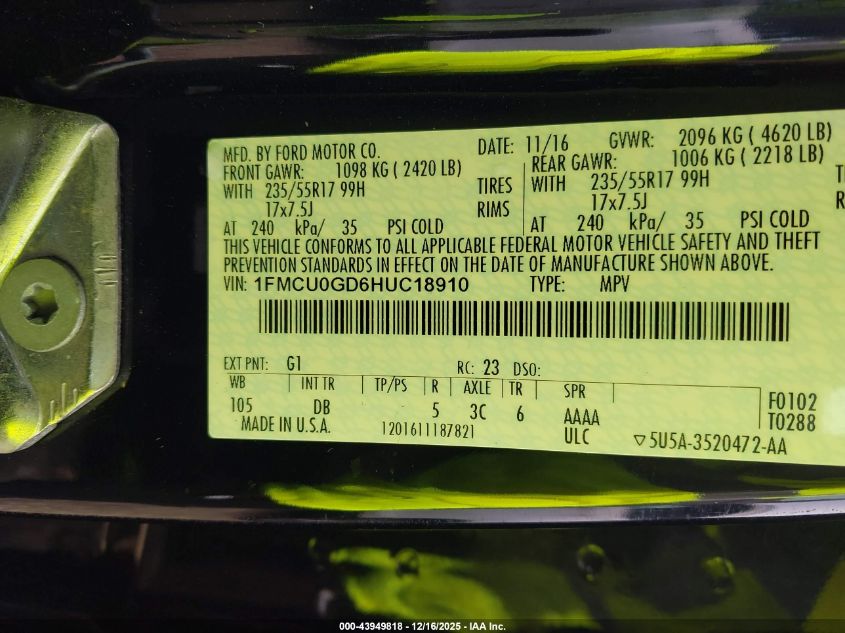 MFD. BY FORD MOTOR CO. DATE: 11/16 GVWR: 2096 KG ( 4620 LB)
FRONT GAWR: 1098 KG ( 2420 LB) REAR GAWR: 1006 KG ( 2218 LB)
WITH 235/55R17 99H TIRES WITH 235/55R17 99H
17x7.5J RIMS 17x7.5J
AT 240 kPa/ 35 PSI COLD AT 240 kPa/ 35 PSI COLD
THIS VEHICLE CONFORMS TO ALL APPLICABLE FEDERAL MOTOR VEHICLE SAFETY AND THEFT
PREVENTION STANDARDS IN EFFECT ON THE DATE OF MANUFACTURE SHOWN ABOVE.
VIN: 1FMCU0GD6HUC18910 TYPE: MPV
EXT PNT: G1 RC: 23 DSO:
WB INT TR TP/PS R AXLE TR SPR
105 DB 5 3C 6 AAAA F0102
MADE IN U.S.A. 1201611187821 ULC T0288
▽5U5A-3520472-AA
000-43949818 - 12/16/2025 - IAA Inc.